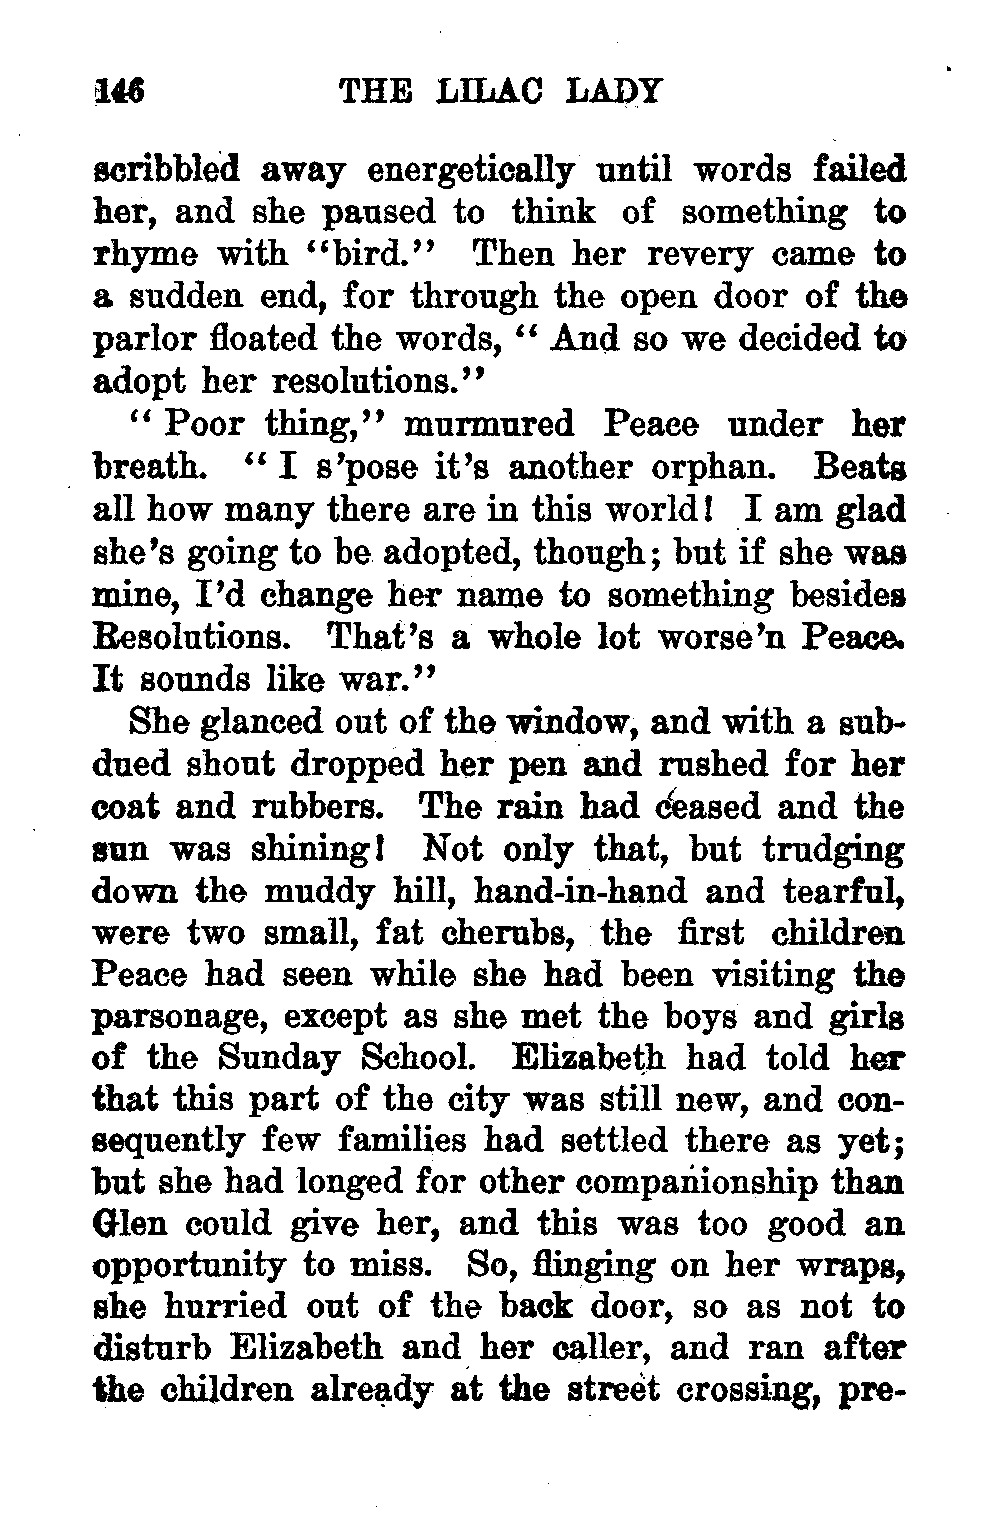 146 THE LILAC LADY
scribbled away energetically until words failed
her, and she paused to think of something to
rhyme with "bird." Then her revery came to
a sudden end, for through the open door of the
parlor floated the words, " And so we decided to
adopt her resolutions."
" Poor thing," murmured Peace under her
breath. " I s'pose it's another orphan. Beats
all how many there are in this world! I am glad
she's going to be adopted, though; but if she was
mine, I'd change her name to something besides
Resolutions. That's a whole lot worse'n Peace.
It sounds like war."
She glanced out of the window, and with a sub-
dued shout dropped her pen and rushed for her
coat and rubbers. The rain had ceased and the
sun was shining! Not only that, but trudging
down the muddy hill, hand-in-hand and tearful,
were two small, fat cherubs, the first children
Peace had seen while she had been visiting the
parsonage, except as she met the boys and girls
of the Sunday School. Elizabeth had told her
that this part of the city was still new, and con-
sequently few families had settled there as yet;
but she had longed for other companionship than
Glen could give her, and this was too good an
opportunity to miss. So, flinging on her wraps,
she hurried out of the back door, so as not to
disturb Elizabeth and her caller, and ran after
the children already at the street crossing, pre-